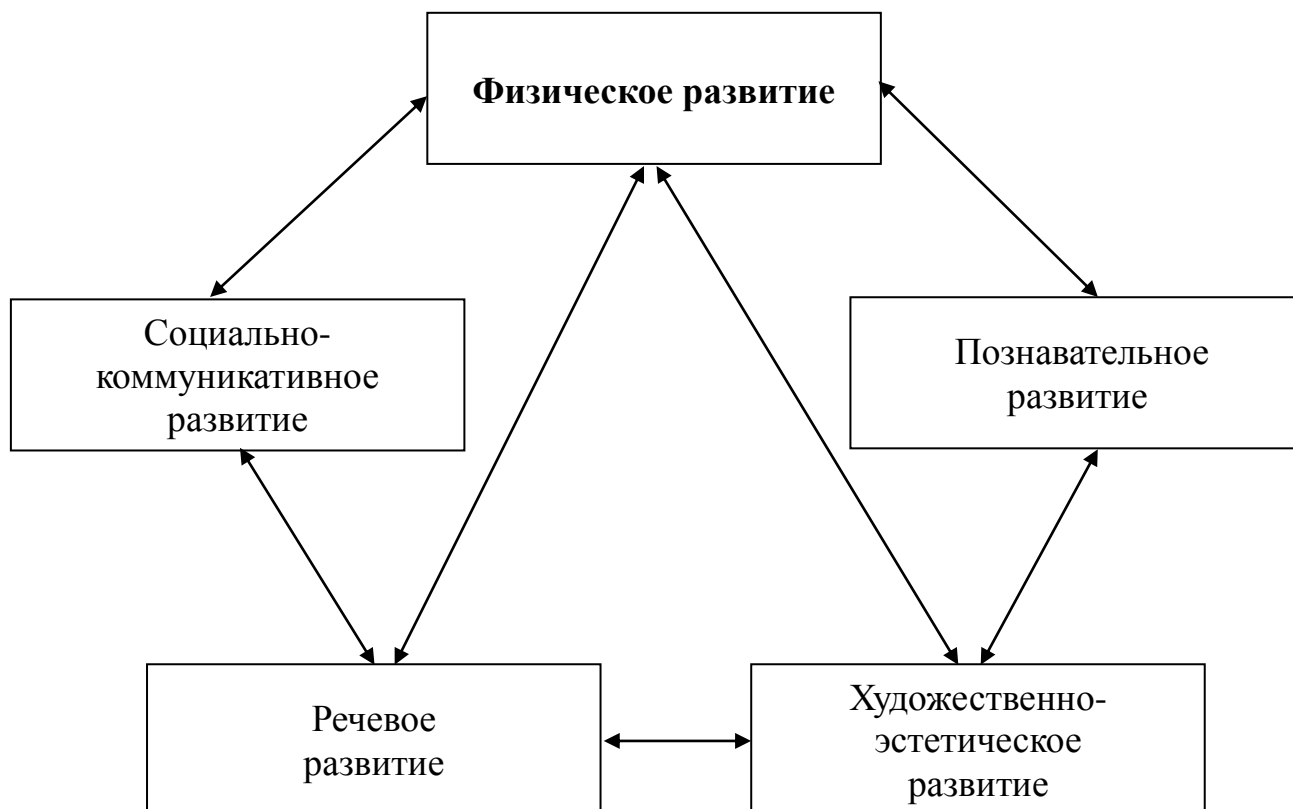 Физическое развитие
Социально-
коммуникативное
развитие
Познавательное
развитие
Речевое
развитие
Художественно-
эстетическое
развитие